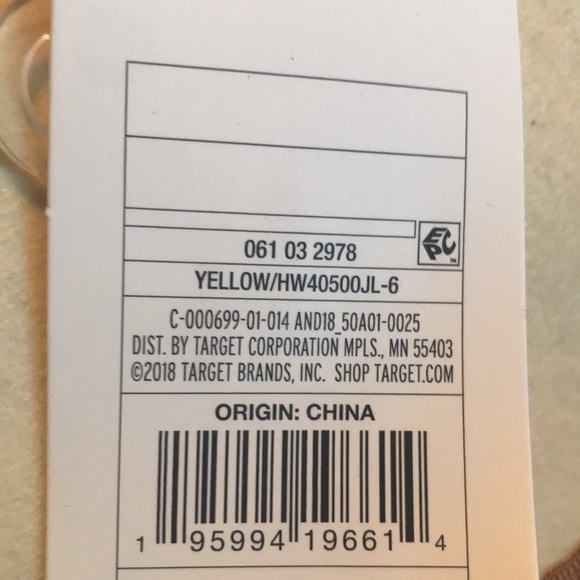 EPC™
061 03 2978
YELLOW/HW40500JL-6
C-000699-01-014 AND18_50A01-0025
DIST. BY TARGET CORPORATION MPLS., MN 55403
©2018 TARGET BRANDS, INC. SHOP TARGET.COM
ORIGIN: CHINA
1 95994 19661 4